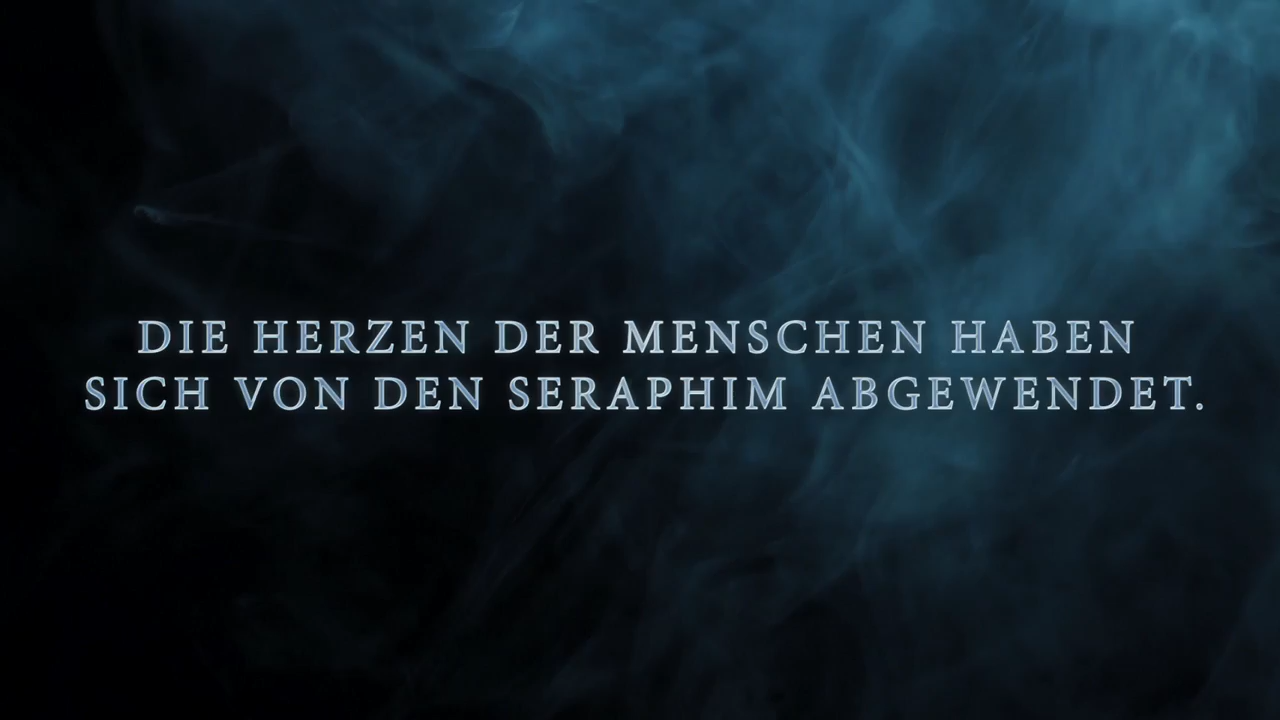 DIE HERZEN DER MENSCHEN HABEN
SICH VON DEN SERAPHIM ABGEWENDET.